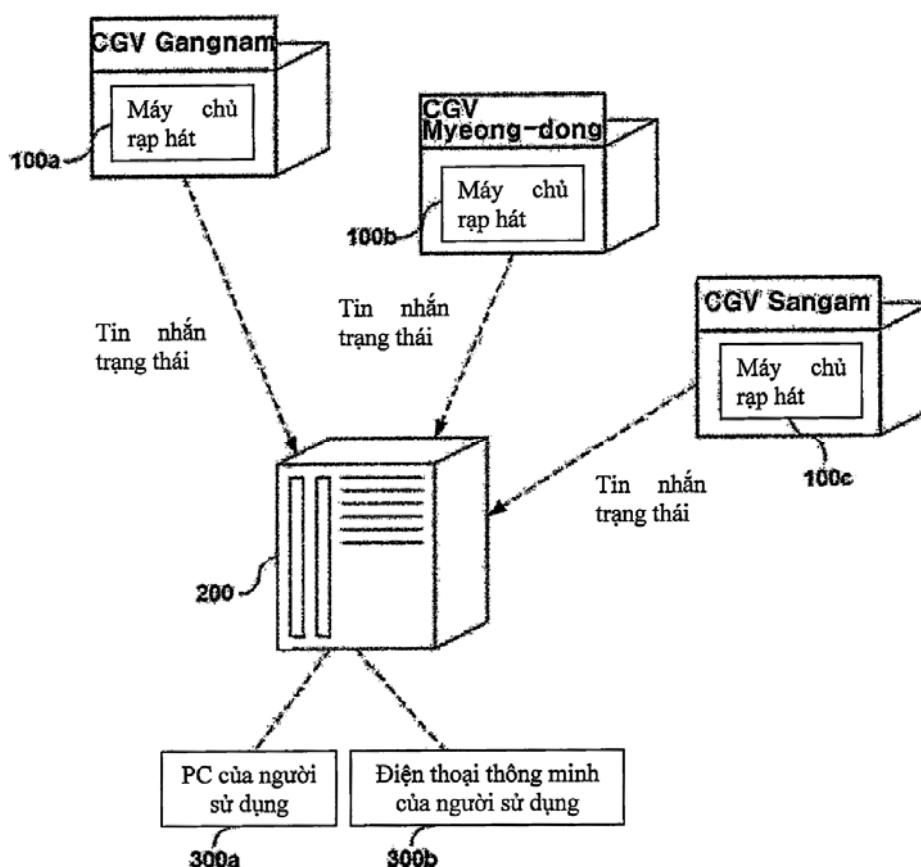 CGV Gangnam
Máy chủ
rạp hát
100a
CGV
Myeong-dong
Máy chủ
rạp hát
100b
CGV Sangam
Máy chủ
rạp hát
100c
Tin nhắn
trạng thái
Tin nhắn
trạng thái
Tin nhắn
trạng thái
200
PC của người
sử dụng
300a
Điện thoại thông minh
của người sử dụng
300b